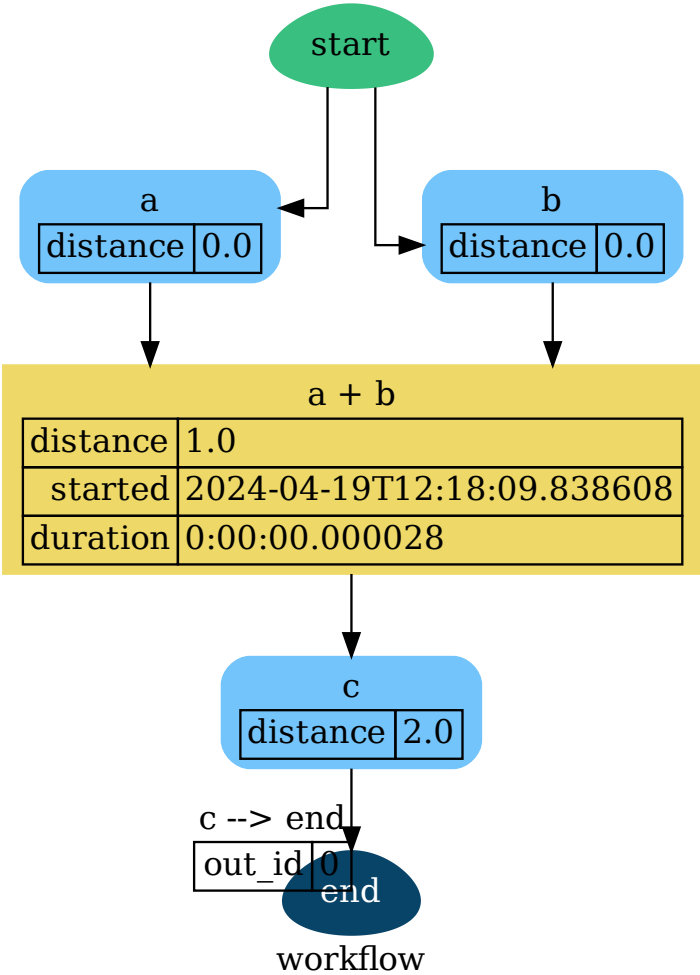 start
a
distance 0.0
b
distance 0.0
a + b
distance 1.0
started 2024-04-19T12:18:09.838608
duration 0:00:00.000028
c
distance 2.0
c --> end
out_id 0
end
workflow